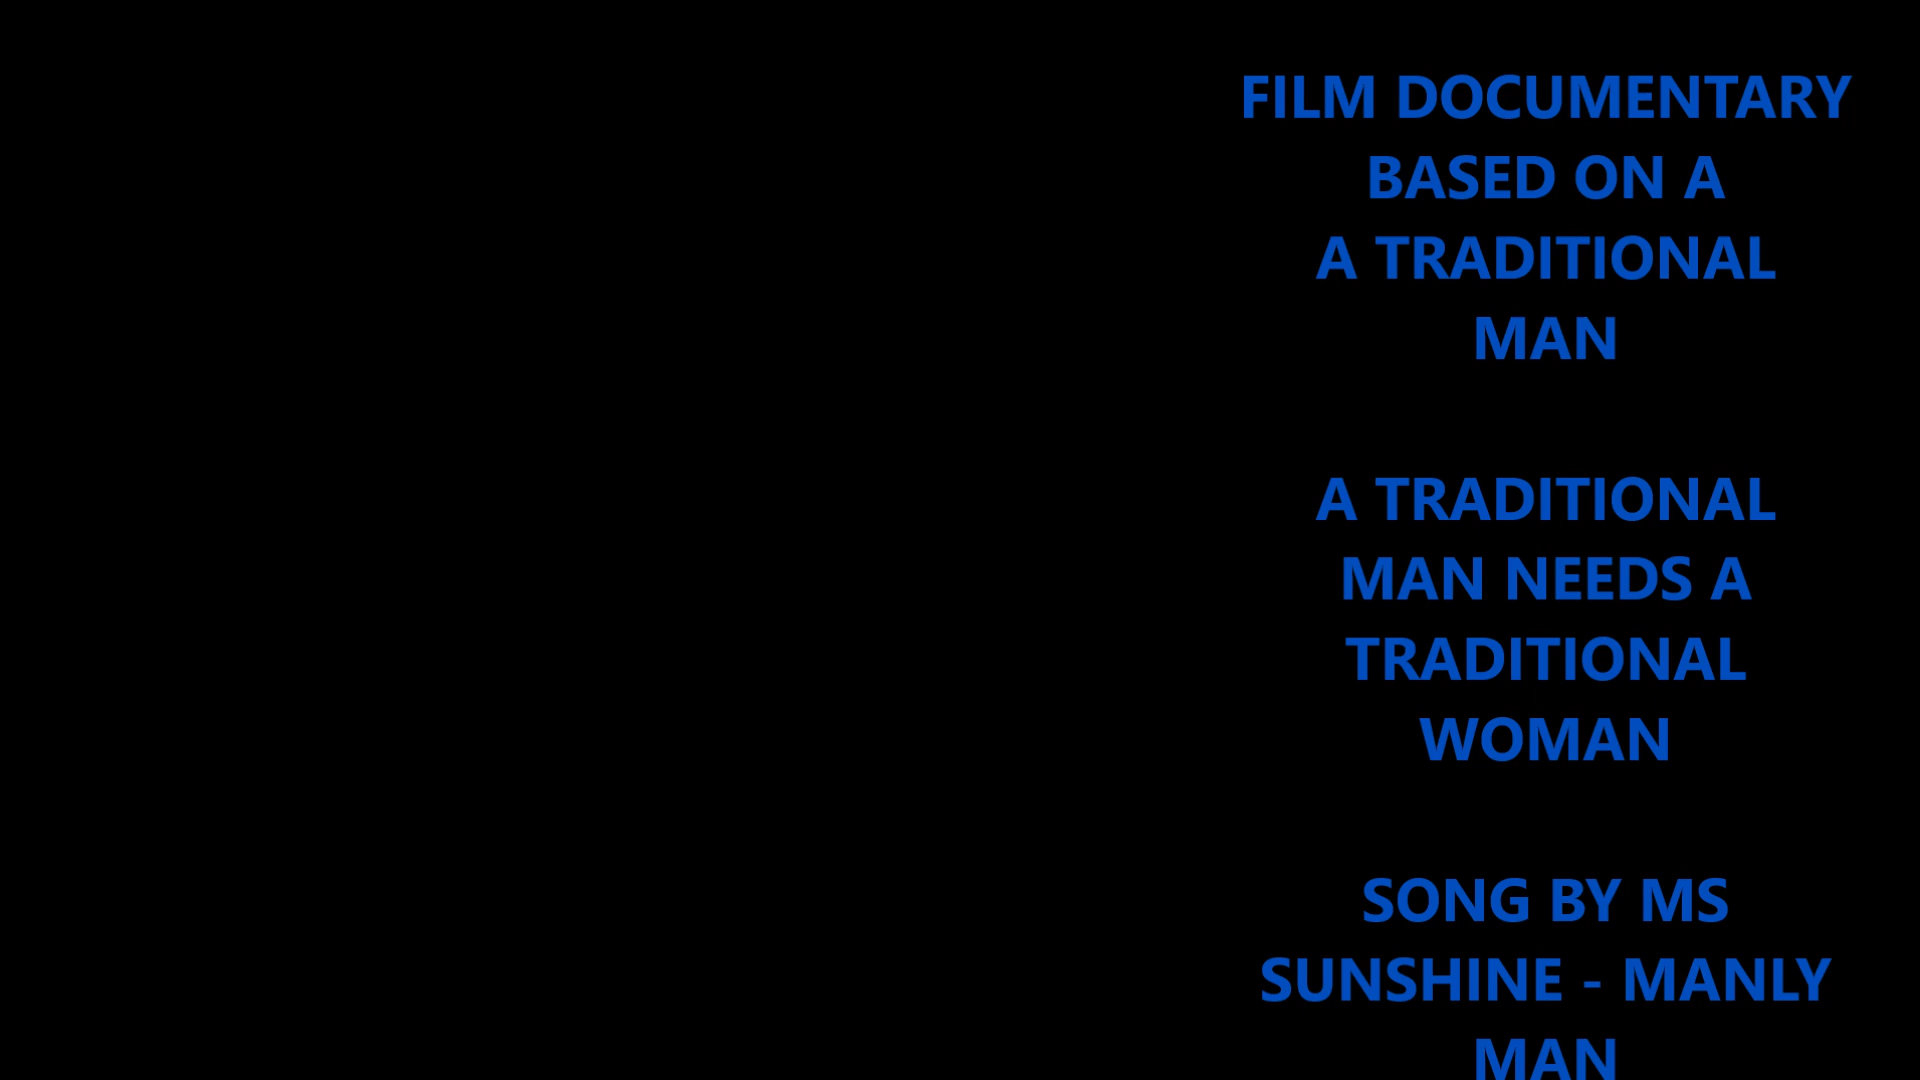 FILM DOCUMENTARY
BASED ON A
A TRADITIONAL
MAN
A TRADITIONAL
MAN NEEDS A
TRADITIONAL
WOMAN
SONG BY MS
SUNSHINE - MANLY
MAN